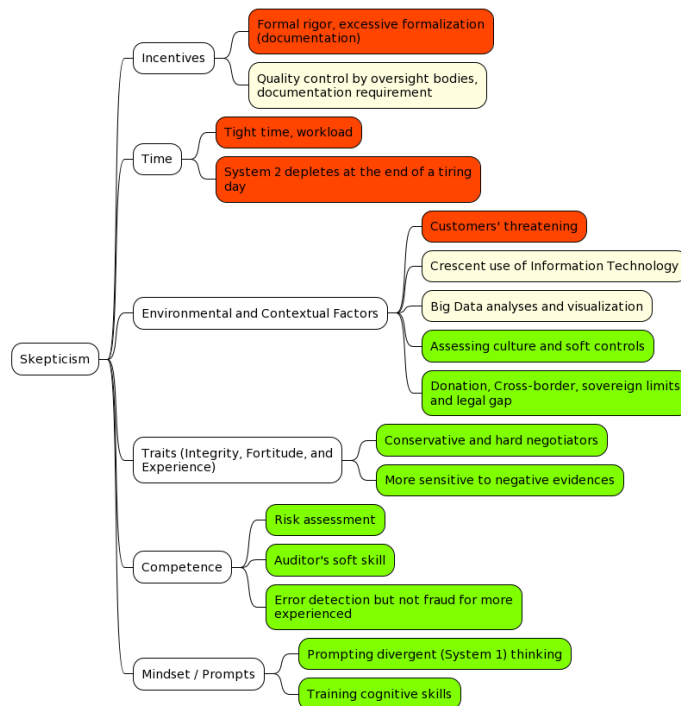 Formal rigor, excessive formalization
(documentation)
Incentives
Quality control by oversight bodies,
documentation requirement
Tight time, workload
Time
System 2 depletes at the end of a tiring
day
Customers' threatening
Crescent use of Information Technology
Environmental and Contextual Factors
Big Data analyses and visualization
Assessing culture and soft controls
Skepticism
Donation, Cross-border, sovereign limits
and legal gap
Traits (Integrity, Fortitude, and
Experience)
Conservative and hard negotiators
More sensitive to negative evidences
Risk assessment
Competence
Auditor's soft skill
Error detection but not fraud for more
experienced
Mindset / Prompts
Prompting divergent (System 1) thinking
Training cognitive skills